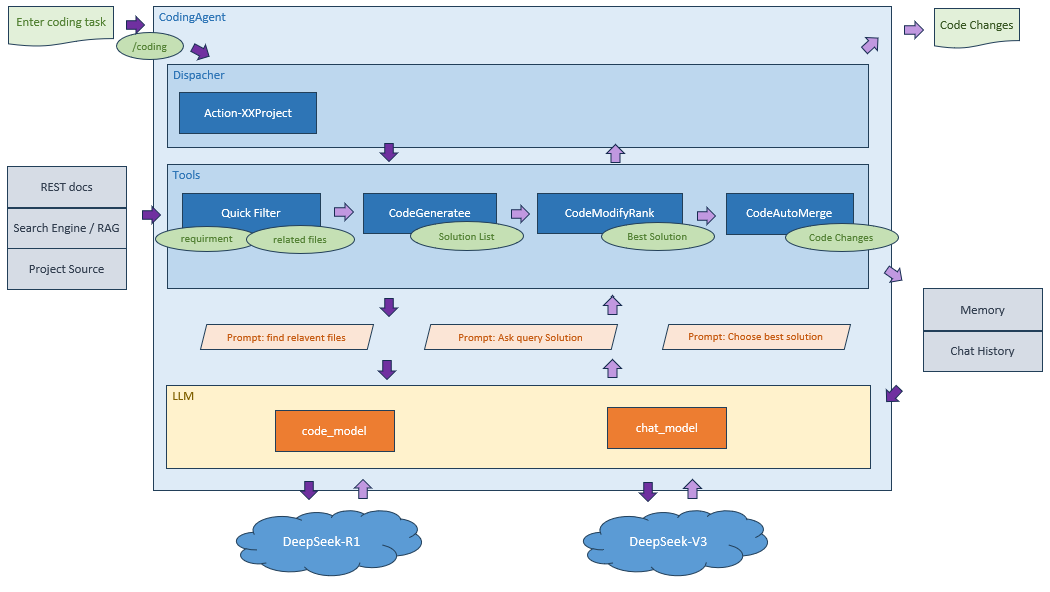 Enter coding task
/coding
CodingAgent
Code Changes
Dispacher
Action-XXProject
REST docs
Search Engine / RAG
Project Source
Tools
Quick Filter
CodeGeneratee
CodeModifyRank
CodeAutoMerge
requirment
related files
Solution List
Best Solution
Code Changes
Memory
Chat History
Prompt: find relavent files
Prompt: Ask query Solution
Prompt: Choose best solution
LLM
code_model
chat_model
DeepSeek-R1
DeepSeek-V3